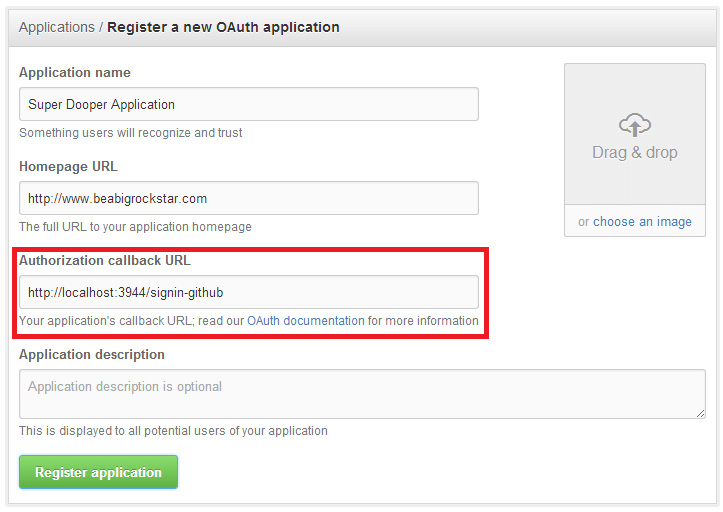 Applications / Register a new OAuth application
Application name
Super Dooper Application
Something users will recognize and trust
Drag & drop
or choose an image
Homepage URL
http://www.beabigrockstar.com
The full URL to your application homepage
Authorization callback URL
http://localhost:3944/signin-github
Your application's callback URL; read our OAuth documentation for more information
Application description
Application description is optional
This is displayed to all potential users of your application
Register application